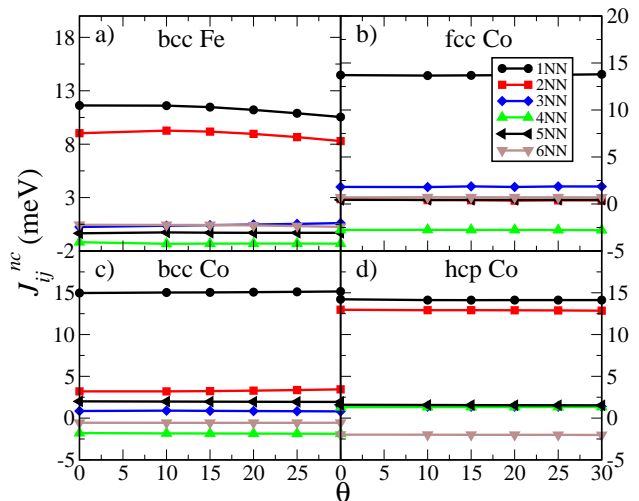 a) bcc Fe
18
13
8
3
-2
b) fcc Co
20
15
10
5
0
-5
1NN
2NN
3NN
4NN
5NN
6NN
J_ij^nc (meV)
c) bcc Co
15
10
5
0
-5
0 5 10 15 20 25
d) hcp Co
0 5 10 15 20 25 30
θ